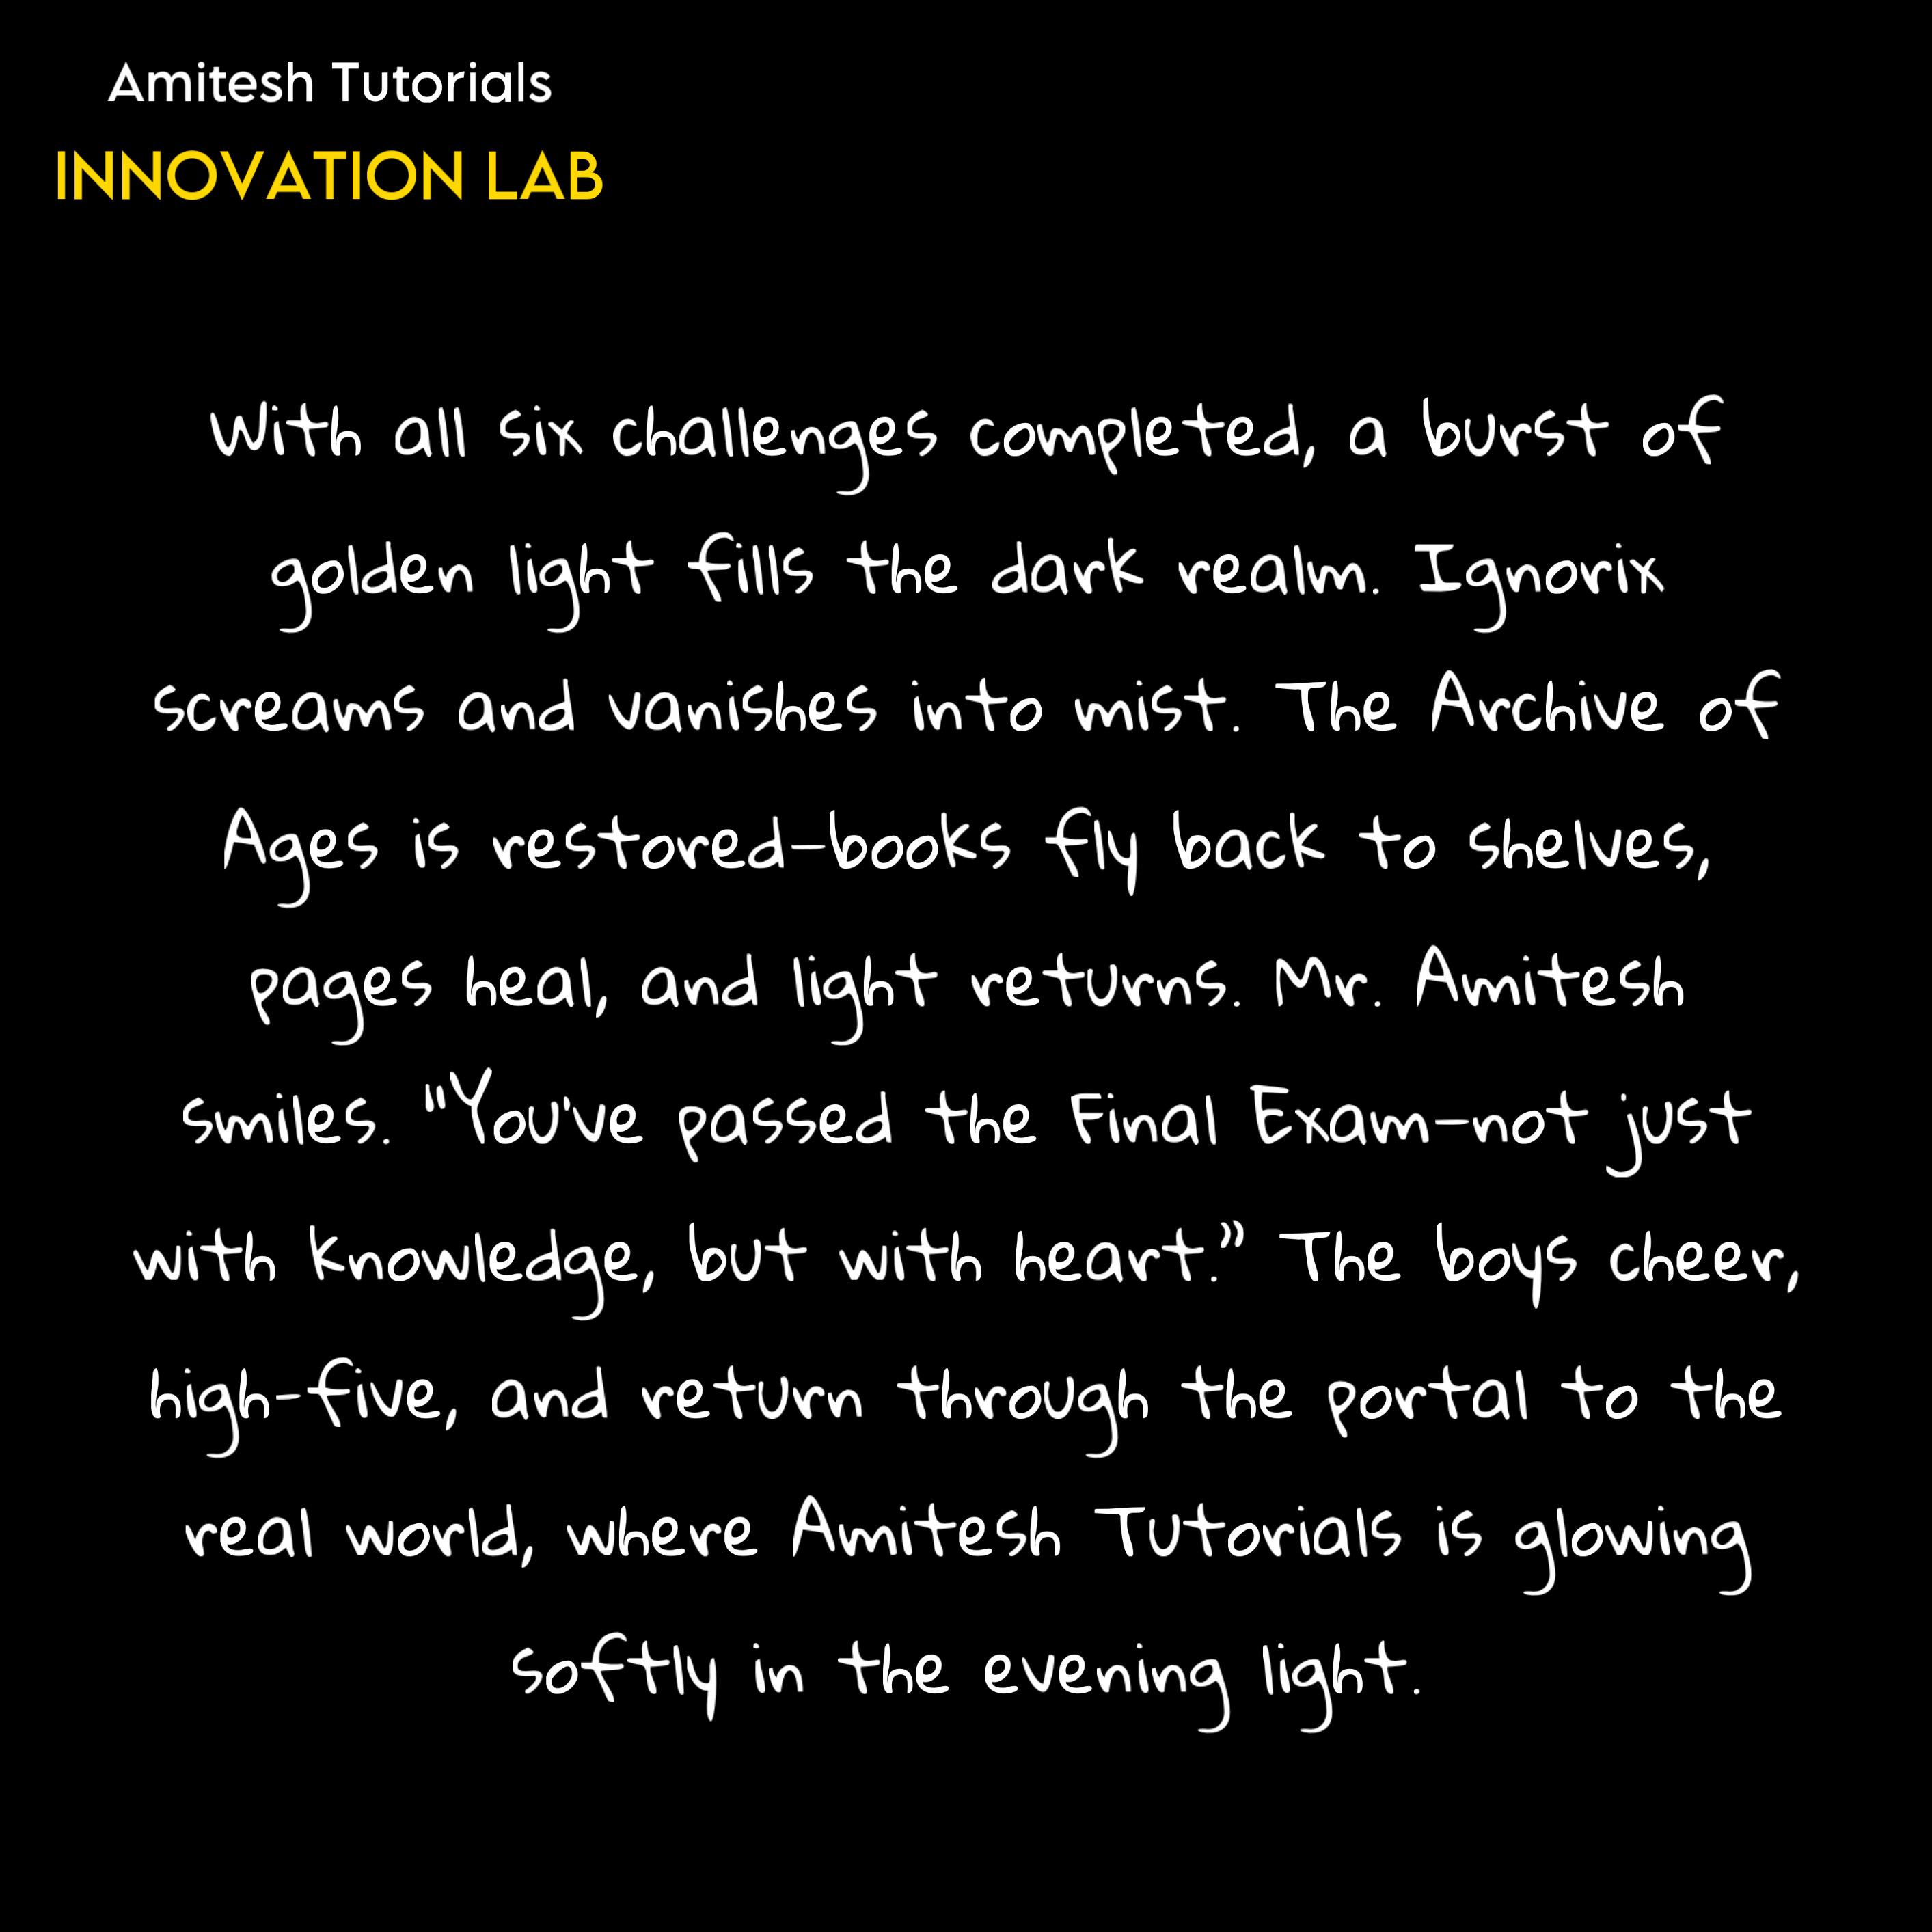 Amitesh Tutorials
INNOVATION LAB
With all six challenges completed, a burst of
golden light fills the dark realm. Ignorix
screams and vanishes into mist. The Archive of
Ages is restored—books fly back to shelves,
pages heal, and light returns. Mr. Amitesh
smiles. "You've passed the Final Exam—not just
with knowledge, but with heart.” The boys cheer,
high-five, and return through the portal to the
real world, where Amitesh Tutorials is glowing
softly in the evening light.